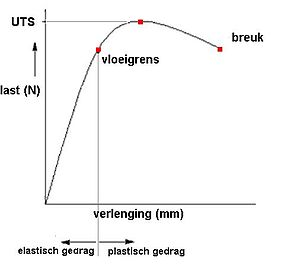 UTS
breuk
vloeigrens
last (N)
verlenging (mm)
elastisch gedrag
plastisch gedrag